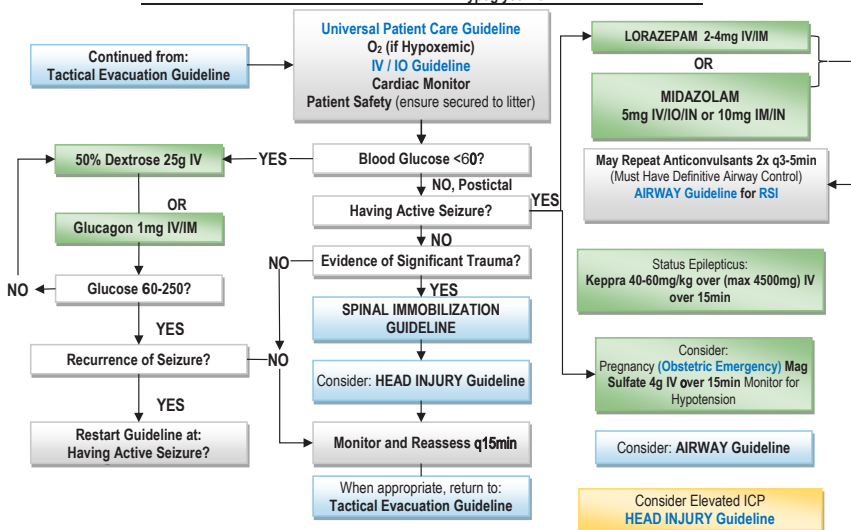 Universal Patient Care Guideline
O₂ (if Hypoxemic)
IV / IO Guideline
Cardiac Monitor
Patient Safety (ensure secured to litter)
Continued from:
Tactical Evacuation Guideline
LORAZEPAM 2-4mg IV/IM
OR
MIDAZOLAM
5mg IV/IO/IN or 10mg IM/IN
50% Dextrose 25g IV
YES
Blood Glucose <60?
NO, Postictal
May Repeat Anticonvulsants 2x q3-5min
(Must Have Definitive Airway Control)
AIRWAY Guideline for RSI
OR
Glucagon 1mg IV/IM
Having Active Seizure?
YES
NO
NO
Glucose 60-250?
NO
Evidence of Significant Trauma?
YES
Status Epilepticus:
Keppra 40-60mg/kg over (max 4500mg) IV
over 15min
YES
SPINAL IMMOBILIZATION
GUIDELINE
Recurrence of Seizure?
NO
Consider: HEAD INJURY Guideline
Consider:
Pregnancy (Obstetric Emergency) Mag
Sulfate 4g IV over 15min Monitor for
Hypotension
YES
Restart Guideline at:
Having Active Seizure?
Monitor and Reassess q15min
Consider: AIRWAY Guideline
When appropriate, return to:
Tactical Evacuation Guideline
Consider Elevated ICP
HEAD INJURY Guideline